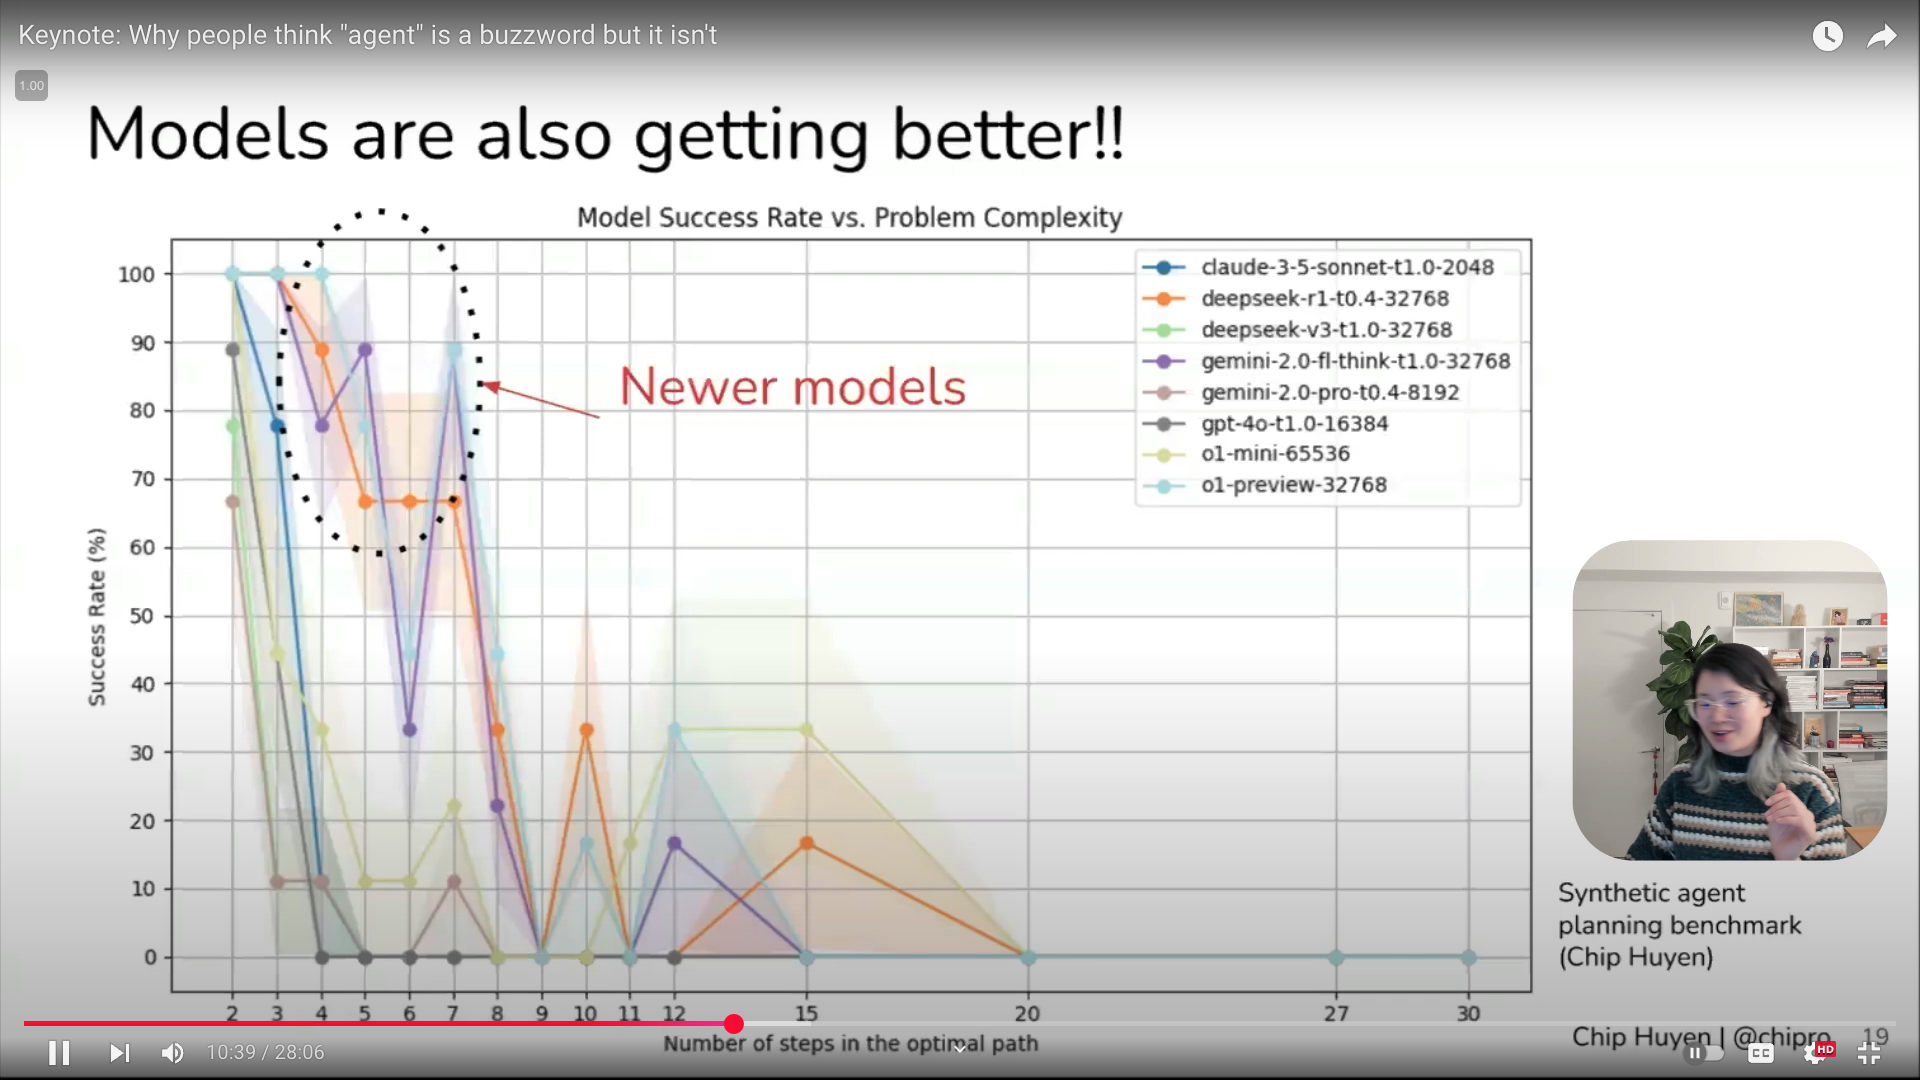 Keynote: Why people think "agent" is a buzzword but it isn't
1.00
Models are also getting better!!
Model Success Rate vs. Problem Complexity
100
90
80
70
60
50
40
30
20
10
0
Success Rate (%)
Newer models
claude-3-5-sonnet-t1.0-2048
deepseek-r1-t0.4-32768
deepseek-v3-t1.0-32768
gemini-2.0-fl-think-t1.0-32768
gemini-2.0-pro-t0.4-8192
gpt-4o-t1.0-16384
o1-mini-65536
o1-preview-32768
2 3 4 5 6 7 8 9 10 11 12 15 20 27 30
Number of steps in the optimal path
Synthetic agent
planning benchmark
(Chip Huyen)
Chip Huyen | @chipro 19
10:39 / 28:06
CC
HD